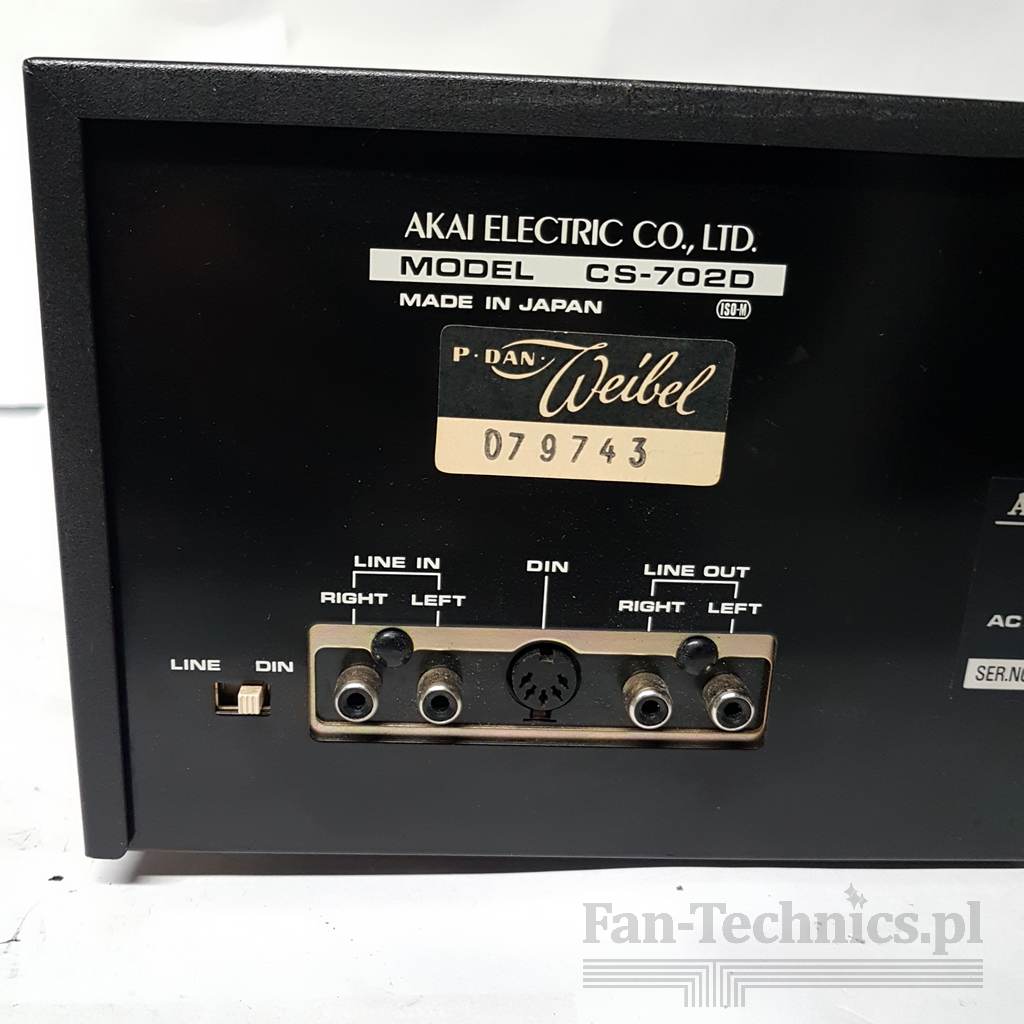 AKAI ELECTRIC CO., LTD.
MODEL CS-702D
MADE IN JAPAN ISO-M
P·DAN· Weibel
079743
LINE IN
DIN
LINE OUT
RIGHT LEFT
RIGHT LEFT
LINE DIN
AC
SER.NO
Fan-Technics.pl